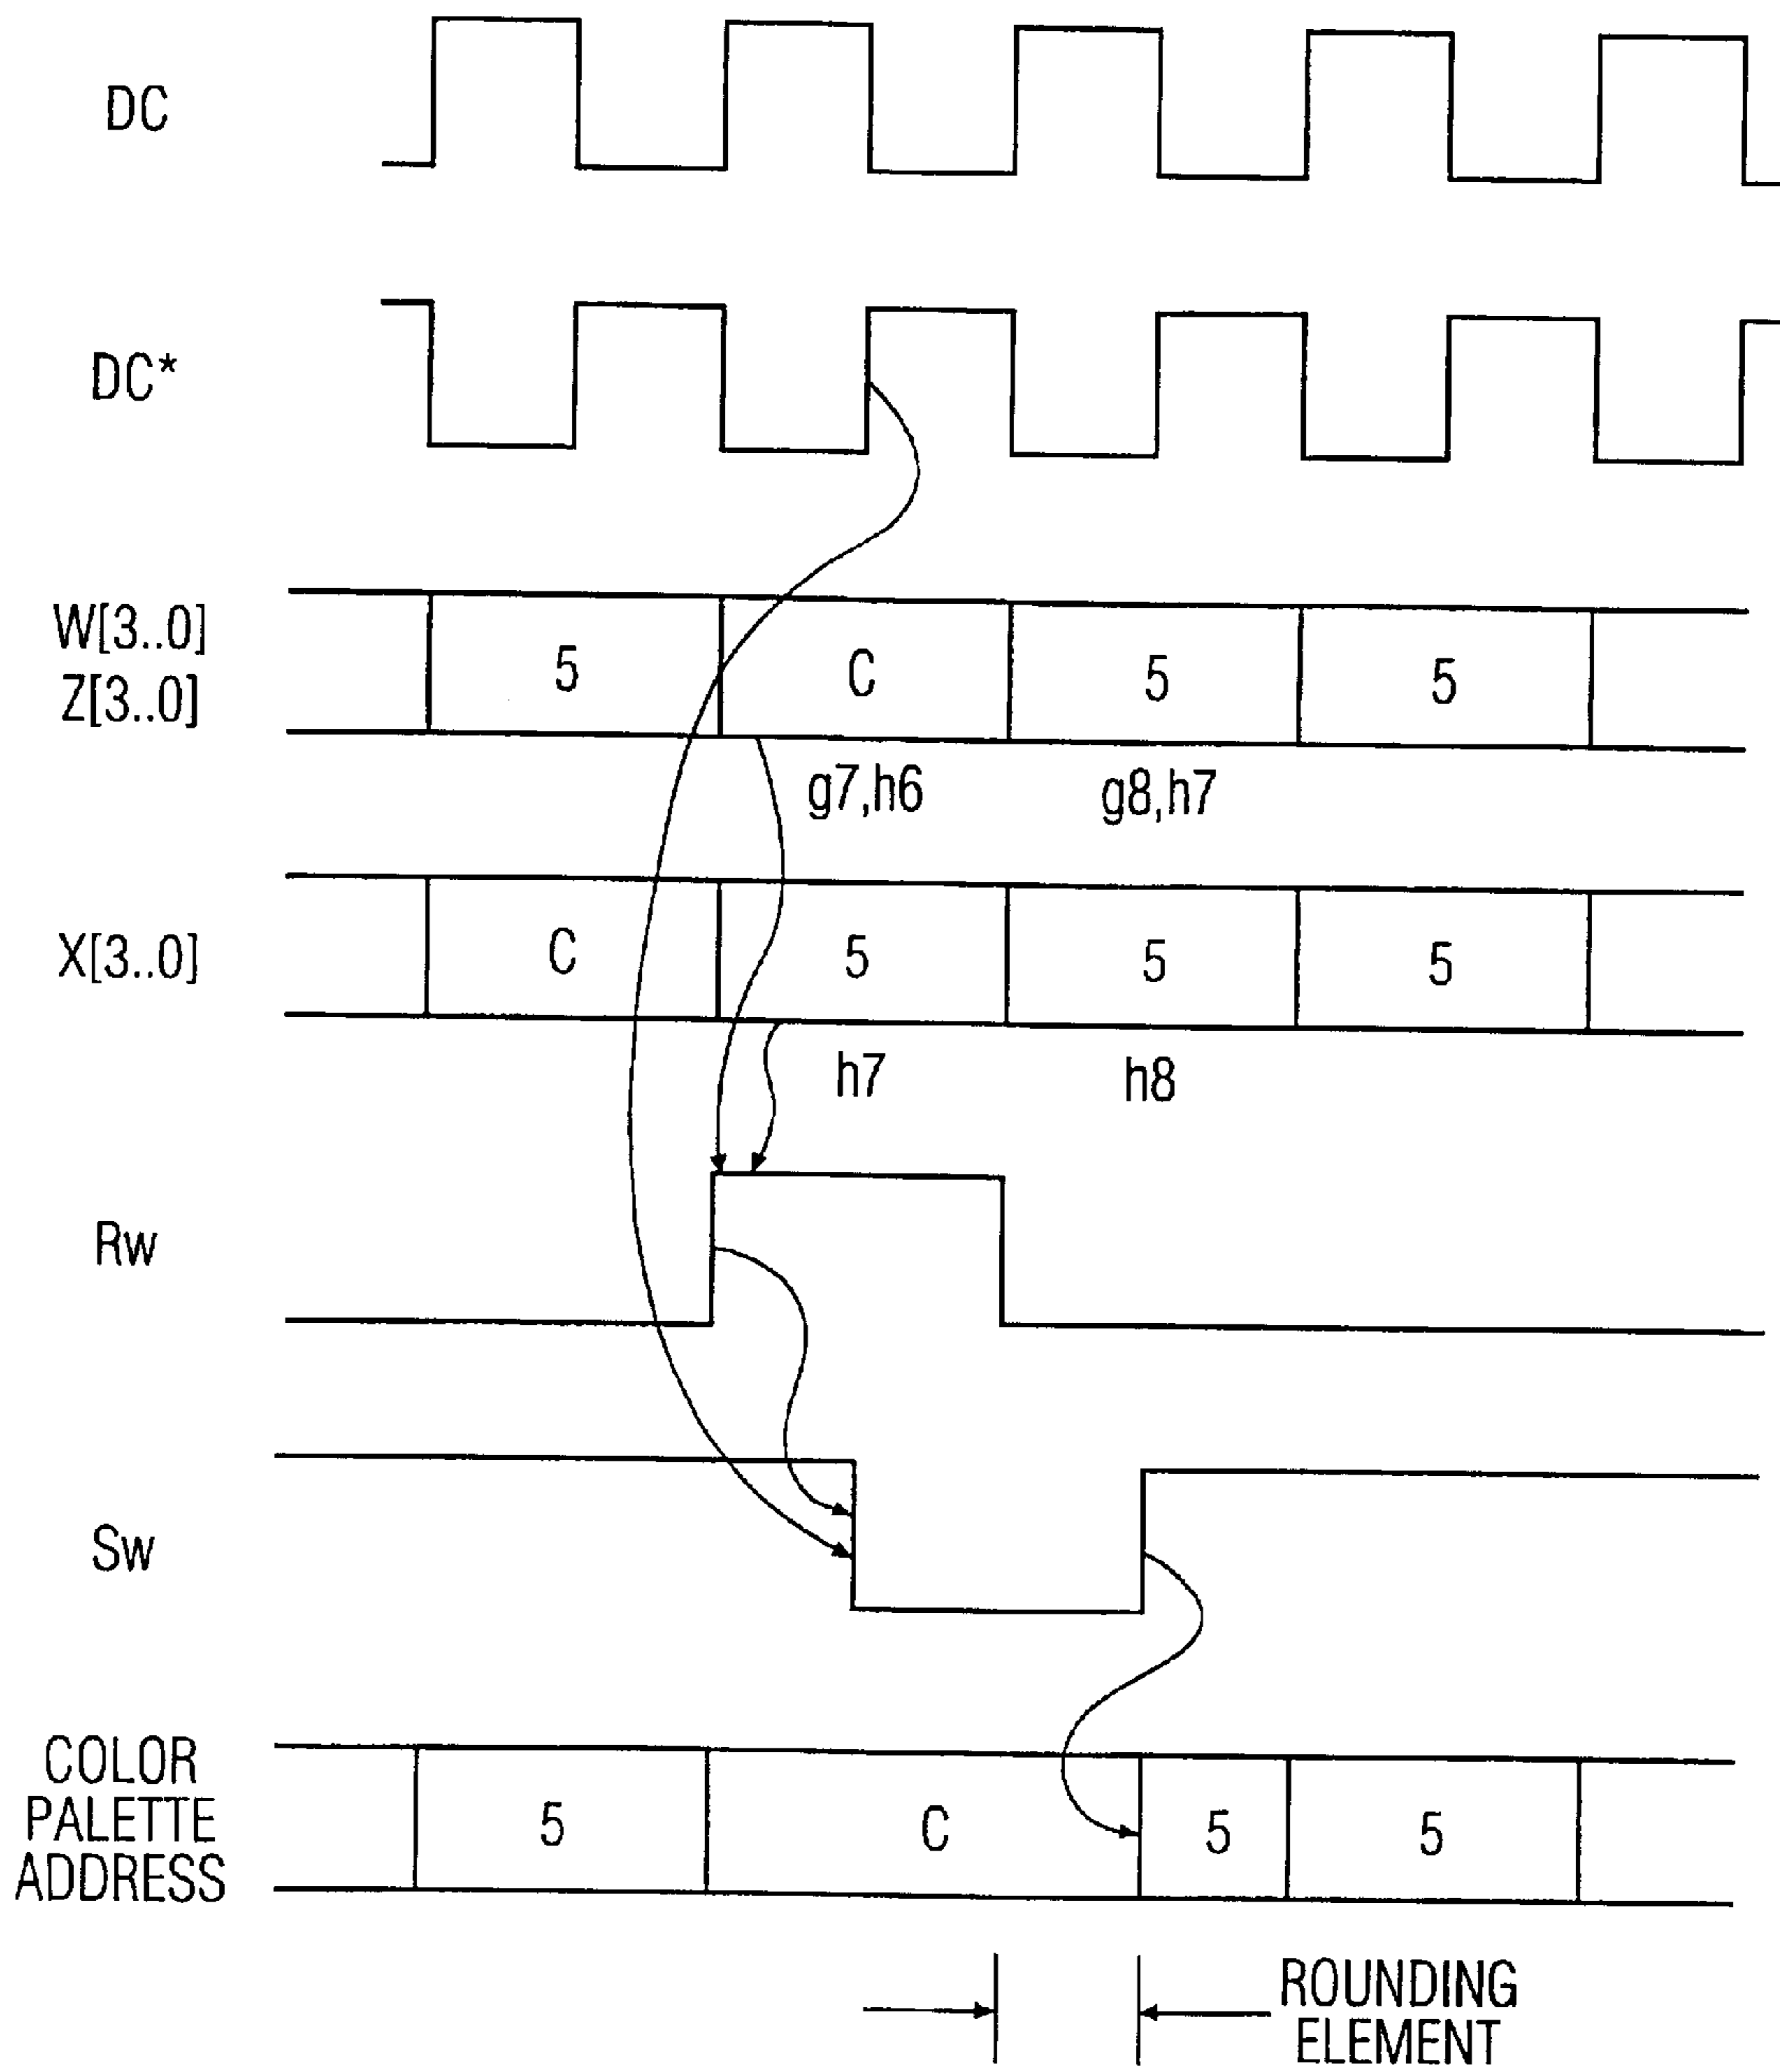 DC
DC*
W[3..0]
Z[3..0]
5 C 5 5
g7,h6 g8,h7
X[3..0]
C 5 5 5
h7 h8
Rw
Sw
COLOR
PALETTE
ADDRESS
5 C 5 5
ROUNDING
ELEMENT